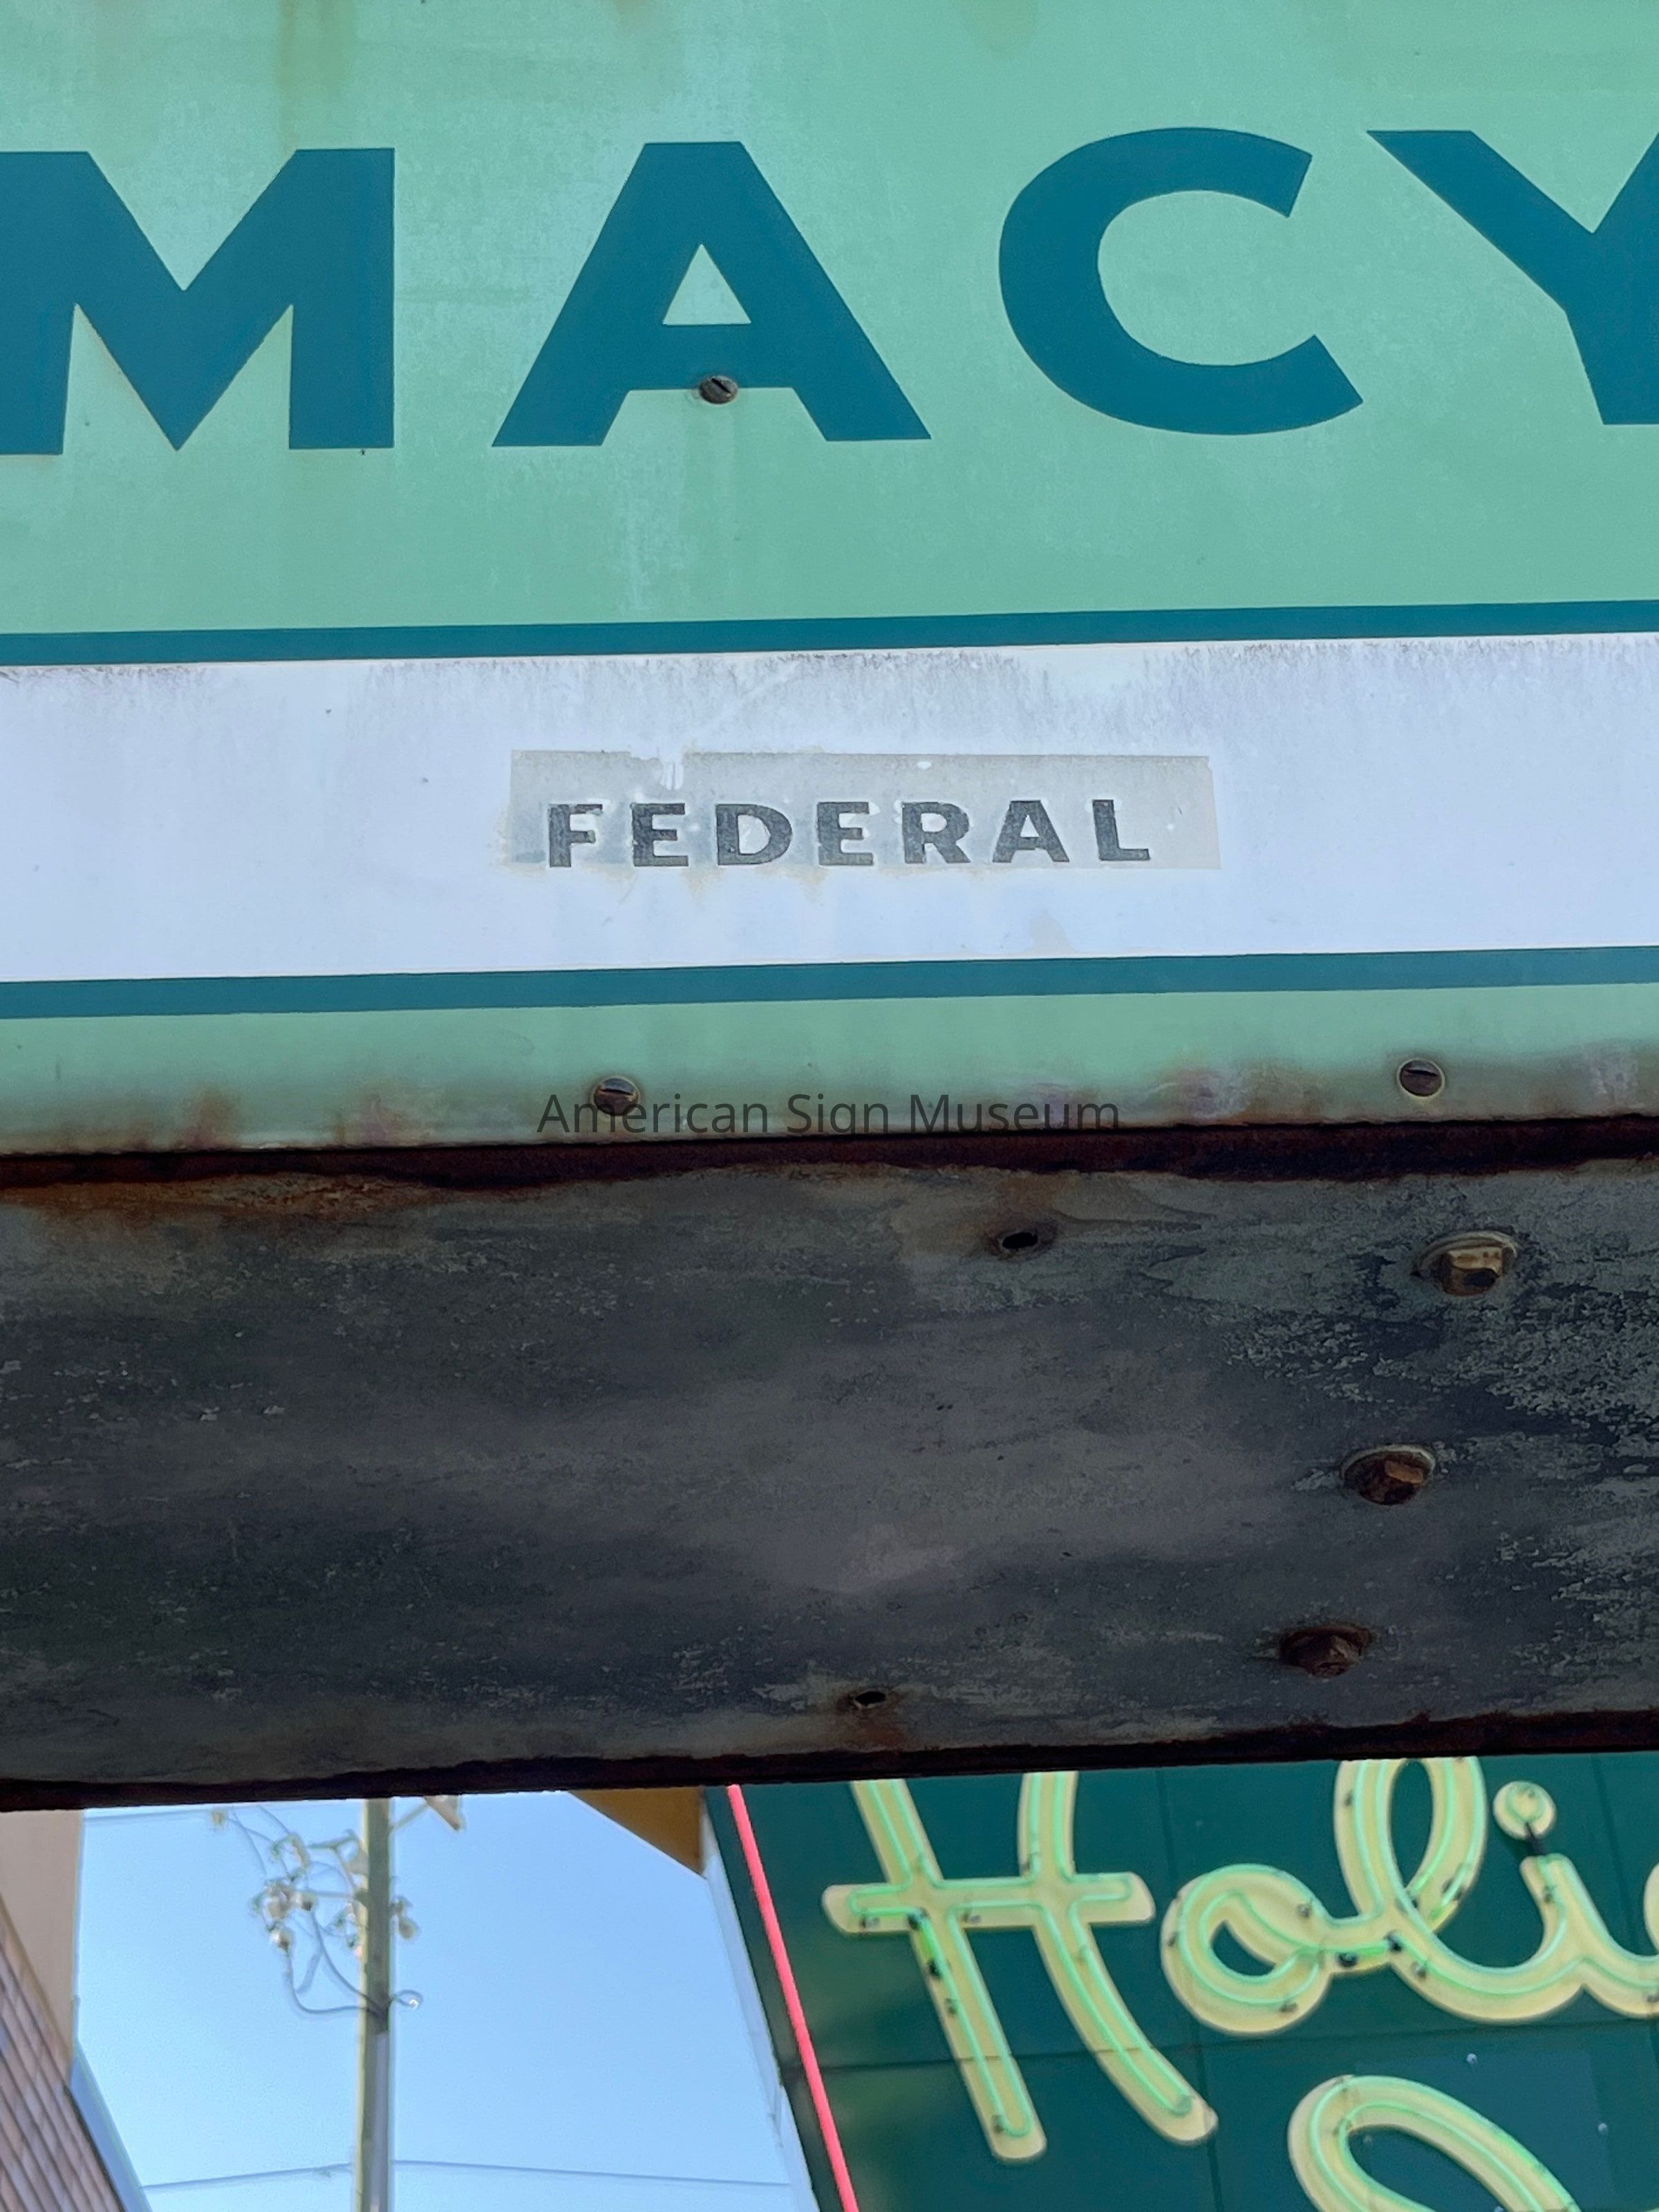 MACY
FEDERAL
American Sign Museum
Holi